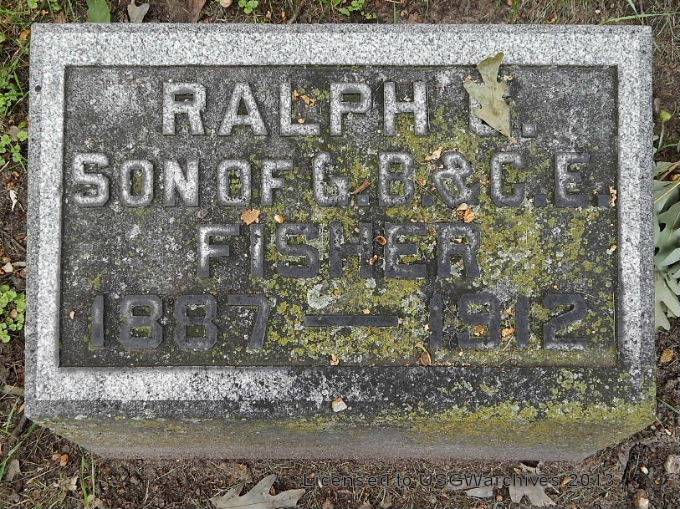 RALPH
SON OF G.B. & C.E.
FISHER
1887 — 1912
Licensed to USGWarchives 2013